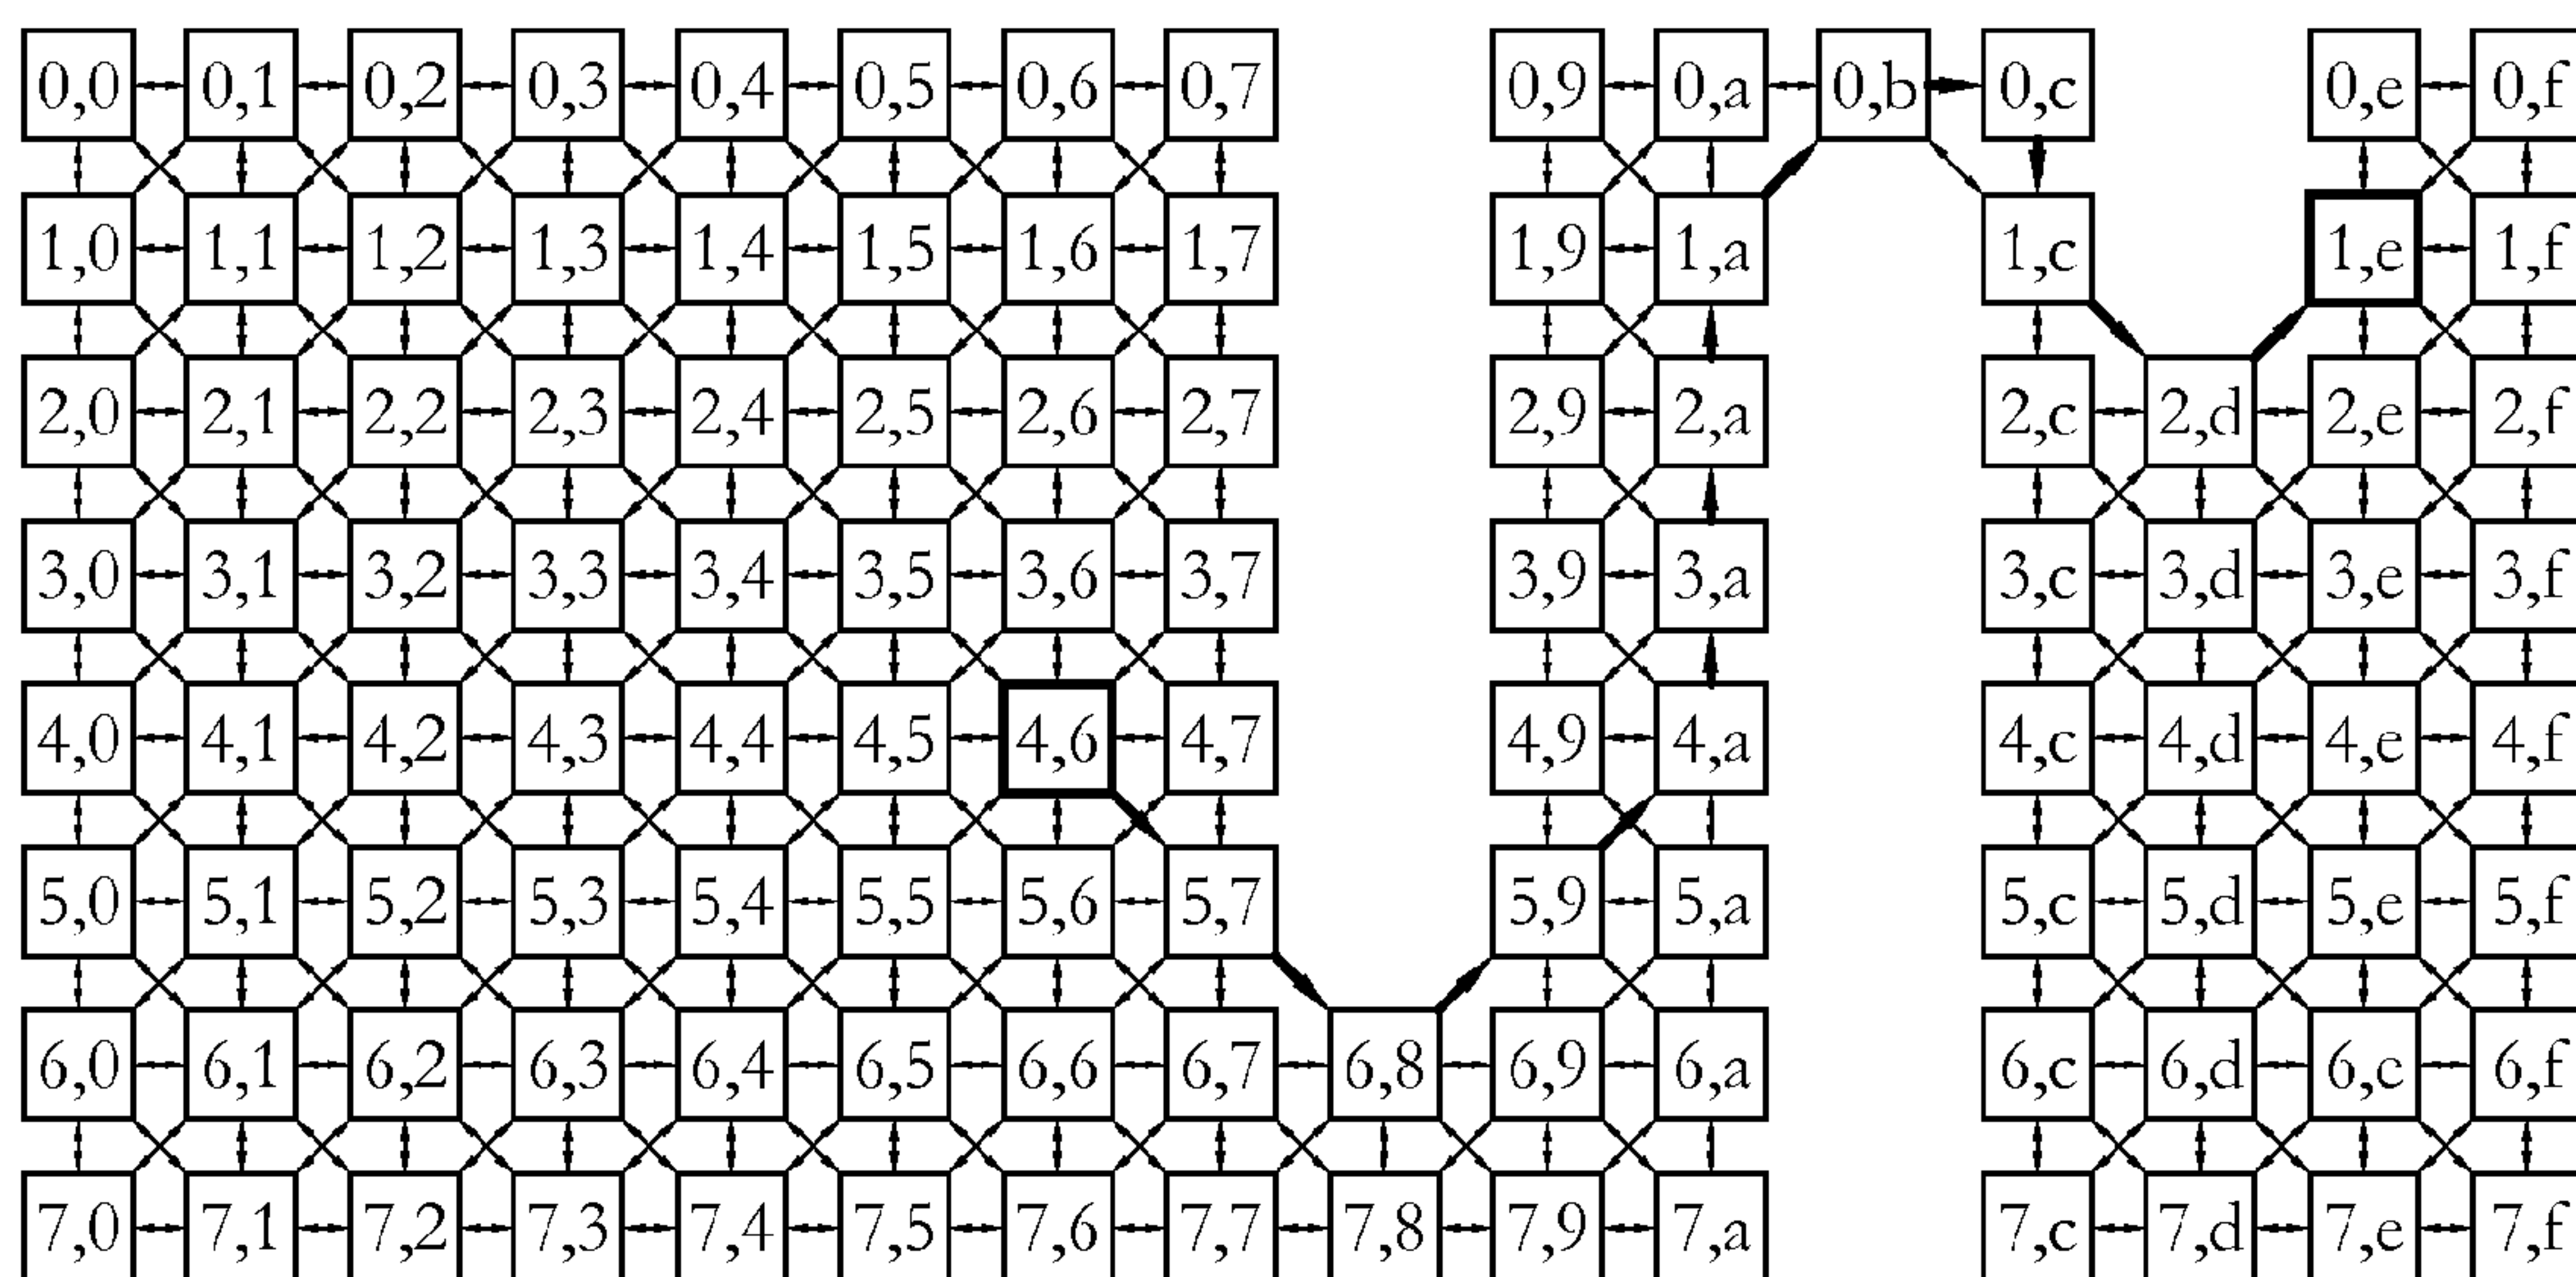 0,0 0,1 0,2 0,3 0,4 0,5 0,6 0,7 0,9 0,a 0,b 0,c 0,e 0,f
1,0 1,1 1,2 1,3 1,4 1,5 1,6 1,7 1,9 1,a 1,c 1,e 1,f
2,0 2,1 2,2 2,3 2,4 2,5 2,6 2,7 2,9 2,a 2,c 2,d 2,e 2,f
3,0 3,1 3,2 3,3 3,4 3,5 3,6 3,7 3,9 3,a 3,c 3,d 3,e 3,f
4,0 4,1 4,2 4,3 4,4 4,5 4,6 4,7 4,9 4,a 4,c 4,d 4,e 4,f
5,0 5,1 5,2 5,3 5,4 5,5 5,6 5,7 5,9 5,a 5,c 5,d 5,e 5,f
6,0 6,1 6,2 6,3 6,4 6,5 6,6 6,7 6,8 6,9 6,a 6,c 6,d 6,e 6,f
7,0 7,1 7,2 7,3 7,4 7,5 7,6 7,7 7,8 7,9 7,a 7,c 7,d 7,e 7,f